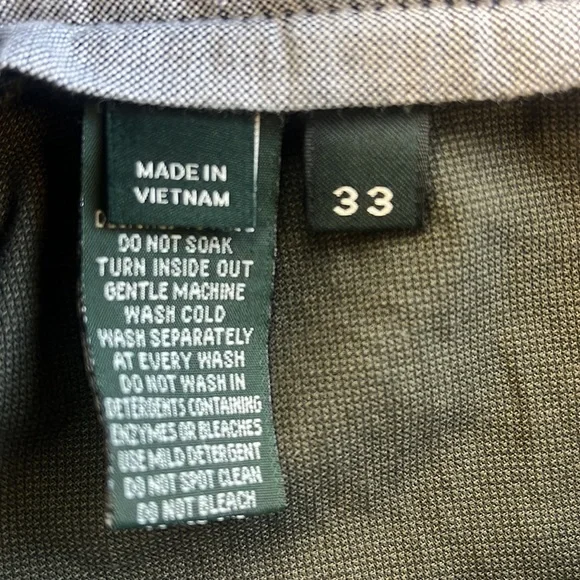 MADE IN
VIETNAM
33
DO NOT SOAK
TURN INSIDE OUT
GENTLE MACHINE
WASH COLD
WASH SEPARATELY
AT EVERY WASH
DO NOT WASH IN
DETERGENTS CONTAINING
ENZYMES OR BLEACHES
USE MILD DETERGENT
DO NOT SPOT CLEAN
DO NOT BLEACH